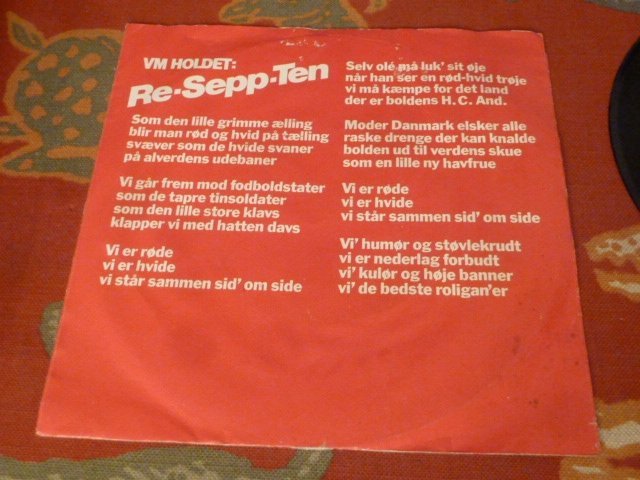 VM HOLDET:
Re-Sepp-Ten
Som den lille grimme ælling
blir man rød og hvid på tælling
svæver som de hvide svaner
på alverdens udebaner
Vi går frem mod fodboldstater
som de tapre tinsoldater
som den lille store klavs
klapper vi med hatten davs
Vi er røde
vi er hvide
vi står sammen sid' om side
Selv olé må luk' sit øje
når han ser en rød-hvid trøje
vi må kæmpe for det land
der er boldens H. C. And.
Moder Danmark elsker alle
raske drenge der kan knalde
bolden ud til verdens skue
som en lille ny havfrue
Vi er røde
vi er hvide
vi står sammen sid' om side
Vi' humør og støvlekrudt
vi er nederlag forbudt
vi' kulør og høje banner
vi' de bedste roligan'er